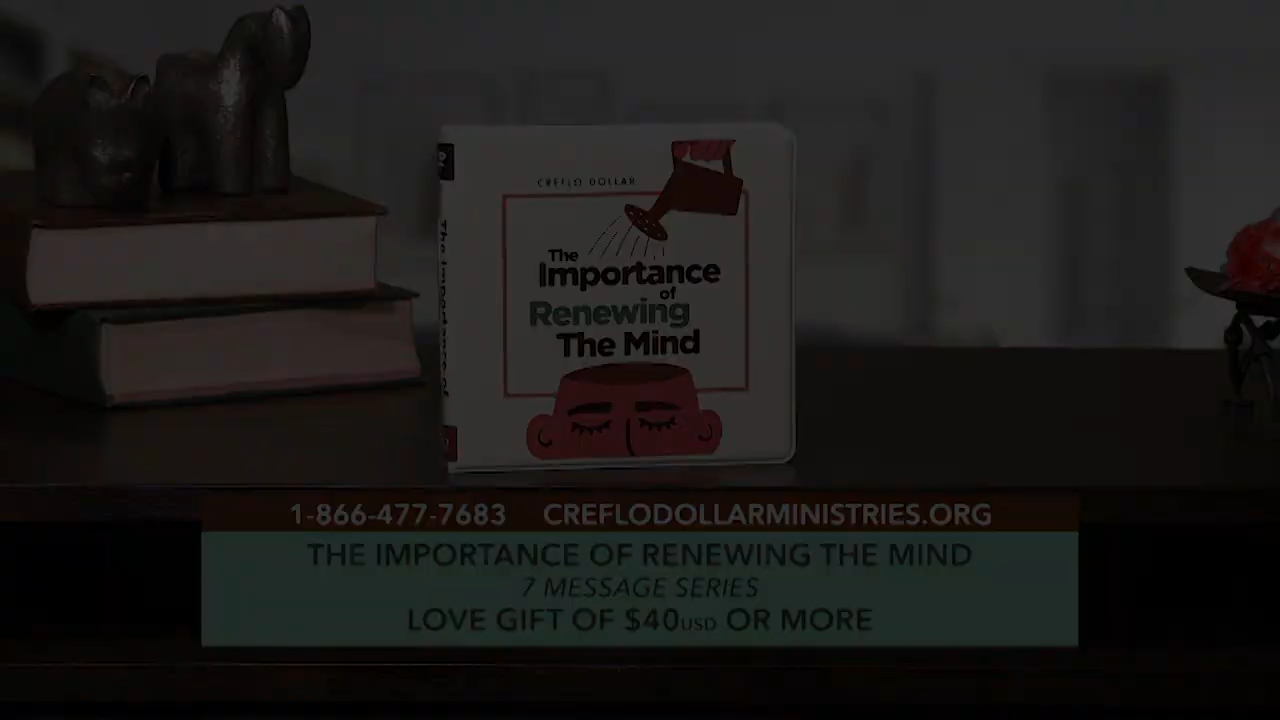 CREFLO DOLLAR
The
Importance
of
Renewing
The Mind
1-866-477-7683 CREFLODOLLARMINISTRIES.ORG
THE IMPORTANCE OF RENEWING THE MIND
7 MESSAGE SERIES
LOVE GIFT OF $40USD OR MORE